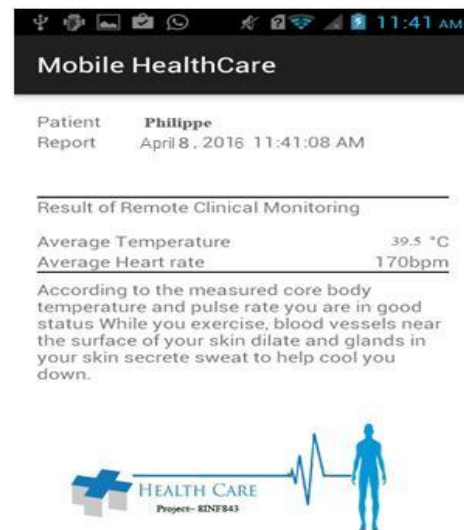 11:41 AM
Mobile HealthCare
Patient Philippe
Report April 8, 2016 11:41:08 AM
Result of Remote Clinical Monitoring
Average Temperature 39.5 °C
Average Heart rate 170bpm
According to the measured core body
temperature and pulse rate you are in good
status While you exercise, blood vessels near
the surface of your skin dilate and glands in
your skin secrete sweat to help cool you
down.
HEALTH CARE
Project- 8INF843